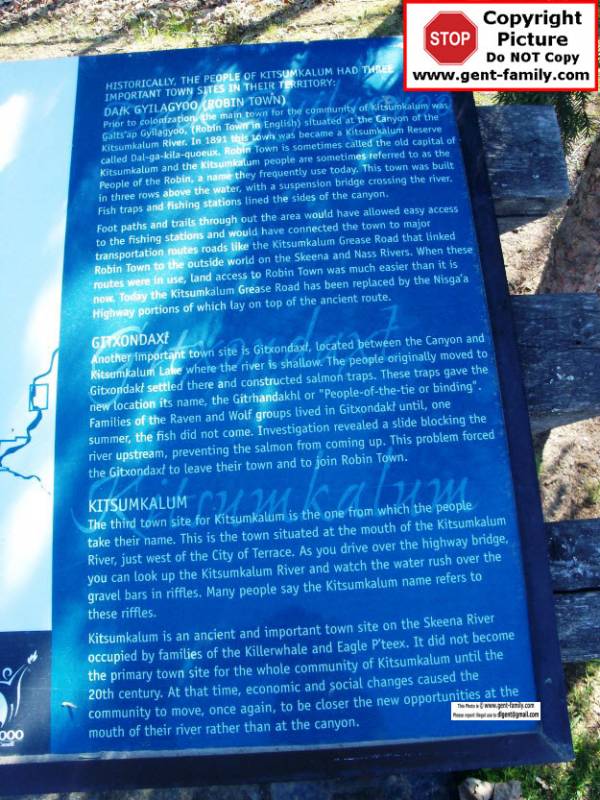 STOP
Copyright
Picture
Do NOT Copy
www.gent-family.com
HISTORICALLY, THE PEOPLE OF KITSUMKALUM HAD THREE
IMPORTANT TOWN SITES IN THEIR TERRITORY:
DAłK GYILAGYOO (ROBIN TOWN)
Prior to colonization, the main town for the community of Kitsumkalum was
Galts'ap Gyilagyoo, (Robin Town in English) situated at the Canyon of the
Kitsumkalum River. In 1891 this town was became a Kitsumkalum Reserve
called Dal-ga-kila-quoeux. Robin Town is sometimes called the old capital of
Kitsumkalum and the Kitsumkalum people are sometimes referred to as the
People of the Robin, a name they frequently use today. This town was built
in three rows above the water, with a suspension bridge crossing the river.
Fish traps and fishing stations lined the sides of the canyon.
Foot paths and trails through out the area would have allowed easy access
to the fishing stations and would have connected the town to major
transportation routes roads like the Kitsumkalum Grease Road that linked
Robin Town to the outside world on the Skeena and Nass Rivers. When these
routes were in use, land access to Robin Town was much easier than it is
now. Today the Kitsumkalum Grease Road has been replaced by the Nisga'a
Highway portions of which lay on top of the ancient route.
Gitxondaxł
GITXONDAXł
Another important town site is Gitxondaxł, located between the Canyon and
Kitsumkalum Lake where the river is shallow. The people originally moved to
Gitxondakł settled there and constructed salmon traps. These traps gave the
new location its name, the Gitrhandakhl or "People-of-the-tie or binding".
Families of the Raven and Wolf groups lived in Gitxondakł until, one
summer, the fish did not come. Investigation revealed a slide blocking the
river upstream, preventing the salmon from coming up. This problem forced
the Gitxondaxł to leave their town and to join Robin Town.
Kitsumkalum
KITSUMKALUM
The third town site for Kitsumkalum is the one from which the people
take their name. This is the town situated at the mouth of the Kitsumkalum
River, just west of the City of Terrace. As you drive over the highway bridge,
you can look up the Kitsumkalum River and watch the water rush over the
gravel bars in riffles. Many people say the Kitsumkalum name refers to
these riffles.
Kitsumkalum is an ancient and important town site on the Skeena River
occupied by families of the Killerwhale and Eagle P'teex. It did not become
the primary town site for the whole community of Kitsumkalum until the
20th century. At that time, economic and social changes caused the
community to move, once again, to be closer the new opportunities at the
mouth of their river rather than at the canyon.
This Photo is © www.gent-family.com
Please report illegal use to dlgent@gmail.com